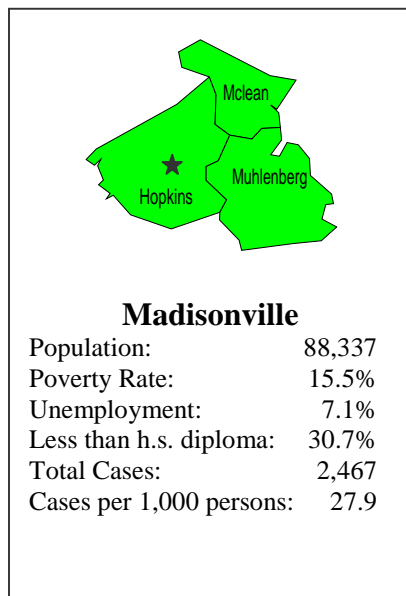 Mclean
Hopkins
Muhlenberg
Madisonville
Population: 88,337
Poverty Rate: 15.5%
Unemployment: 7.1%
Less than h.s. diploma: 30.7%
Total Cases: 2,467
Cases per 1,000 persons: 27.9